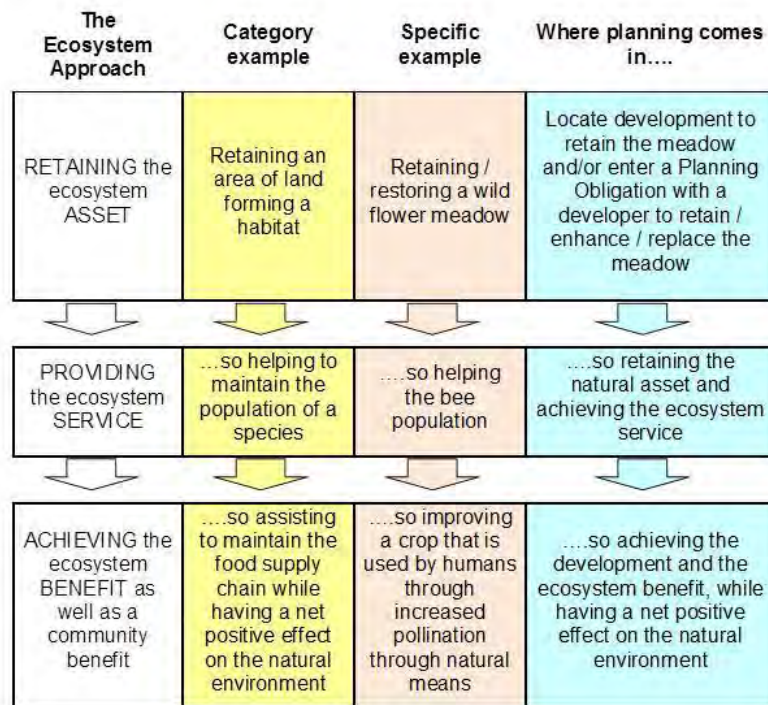 The
Ecosystem
Approach
Category
example
Specific
example
Where planning comes
in....
RETAINING the
ecosystem
ASSET
Retaining an
area of land
forming a
habitat
Retaining /
restoring a wild
flower meadow
Locate development to
retain the meadow
and/or enter a Planning
Obligation with a
developer to retain /
enhance / replace the
meadow
PROVIDING
the ecosystem
SERVICE
...so helping to
maintain the
population of a
species
....so helping
the bee
population
....so retaining the
natural asset and
achieving the ecosystem
service
ACHIEVING the
ecosystem
BENEFIT as
well as a
community
benefit
....so assisting
to maintain the
food supply
chain while
having a net
positive effect
on the natural
environment
....so improving
a crop that is
used by humans
through
increased
pollination
through natural
means
....so achieving the
development and the
ecosystem benefit, while
having a net positive
effect on the natural
environment